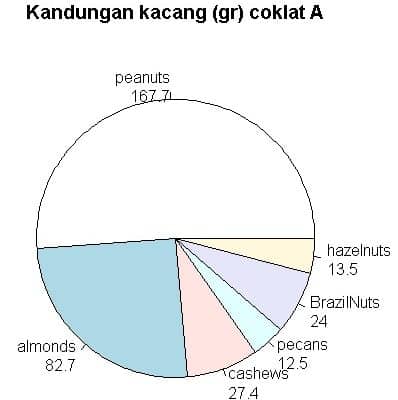 Kandungan kacang (gr) coklat A
peanuts
167.7
hazelnuts
13.5
BrazilNuts
24
pecans
12.5
cashews
27.4
almonds
82.7